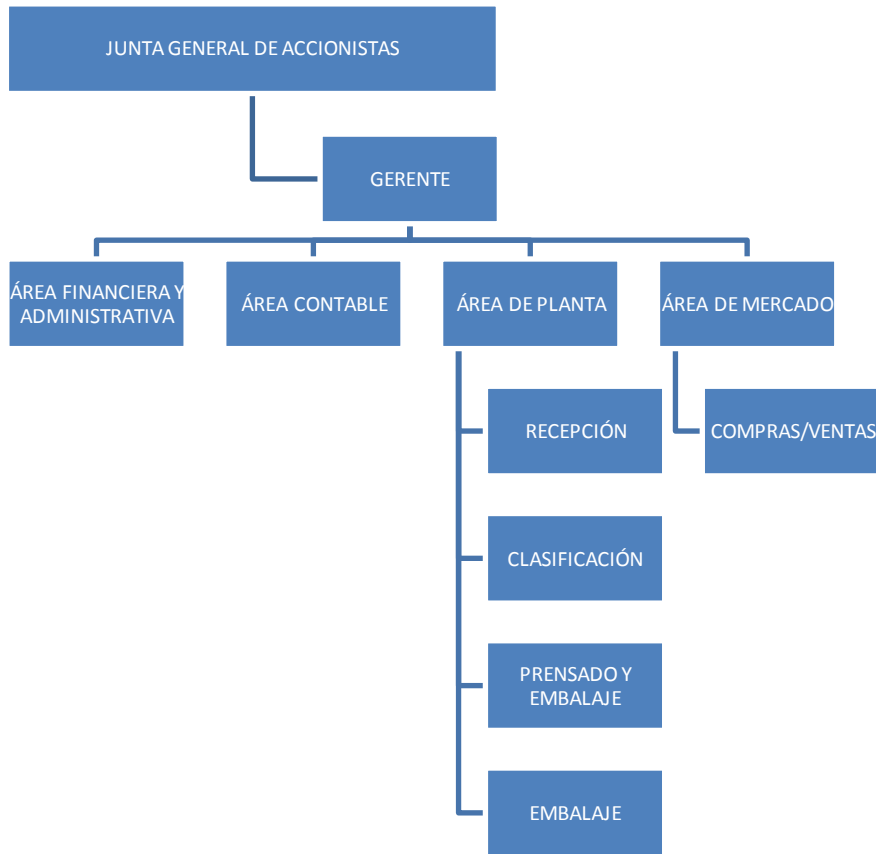 JUNTA GENERAL DE ACCIONISTAS
GERENTE
ÁREA FINANCIERA Y
ADMINISTRATIVA
ÁREA CONTABLE
ÁREA DE PLANTA
ÁREA DE MERCADO
RECEPCIÓN
COMPRAS/VENTAS
CLASIFICACIÓN
PRENSADO Y
EMBALAJE
EMBALAJE